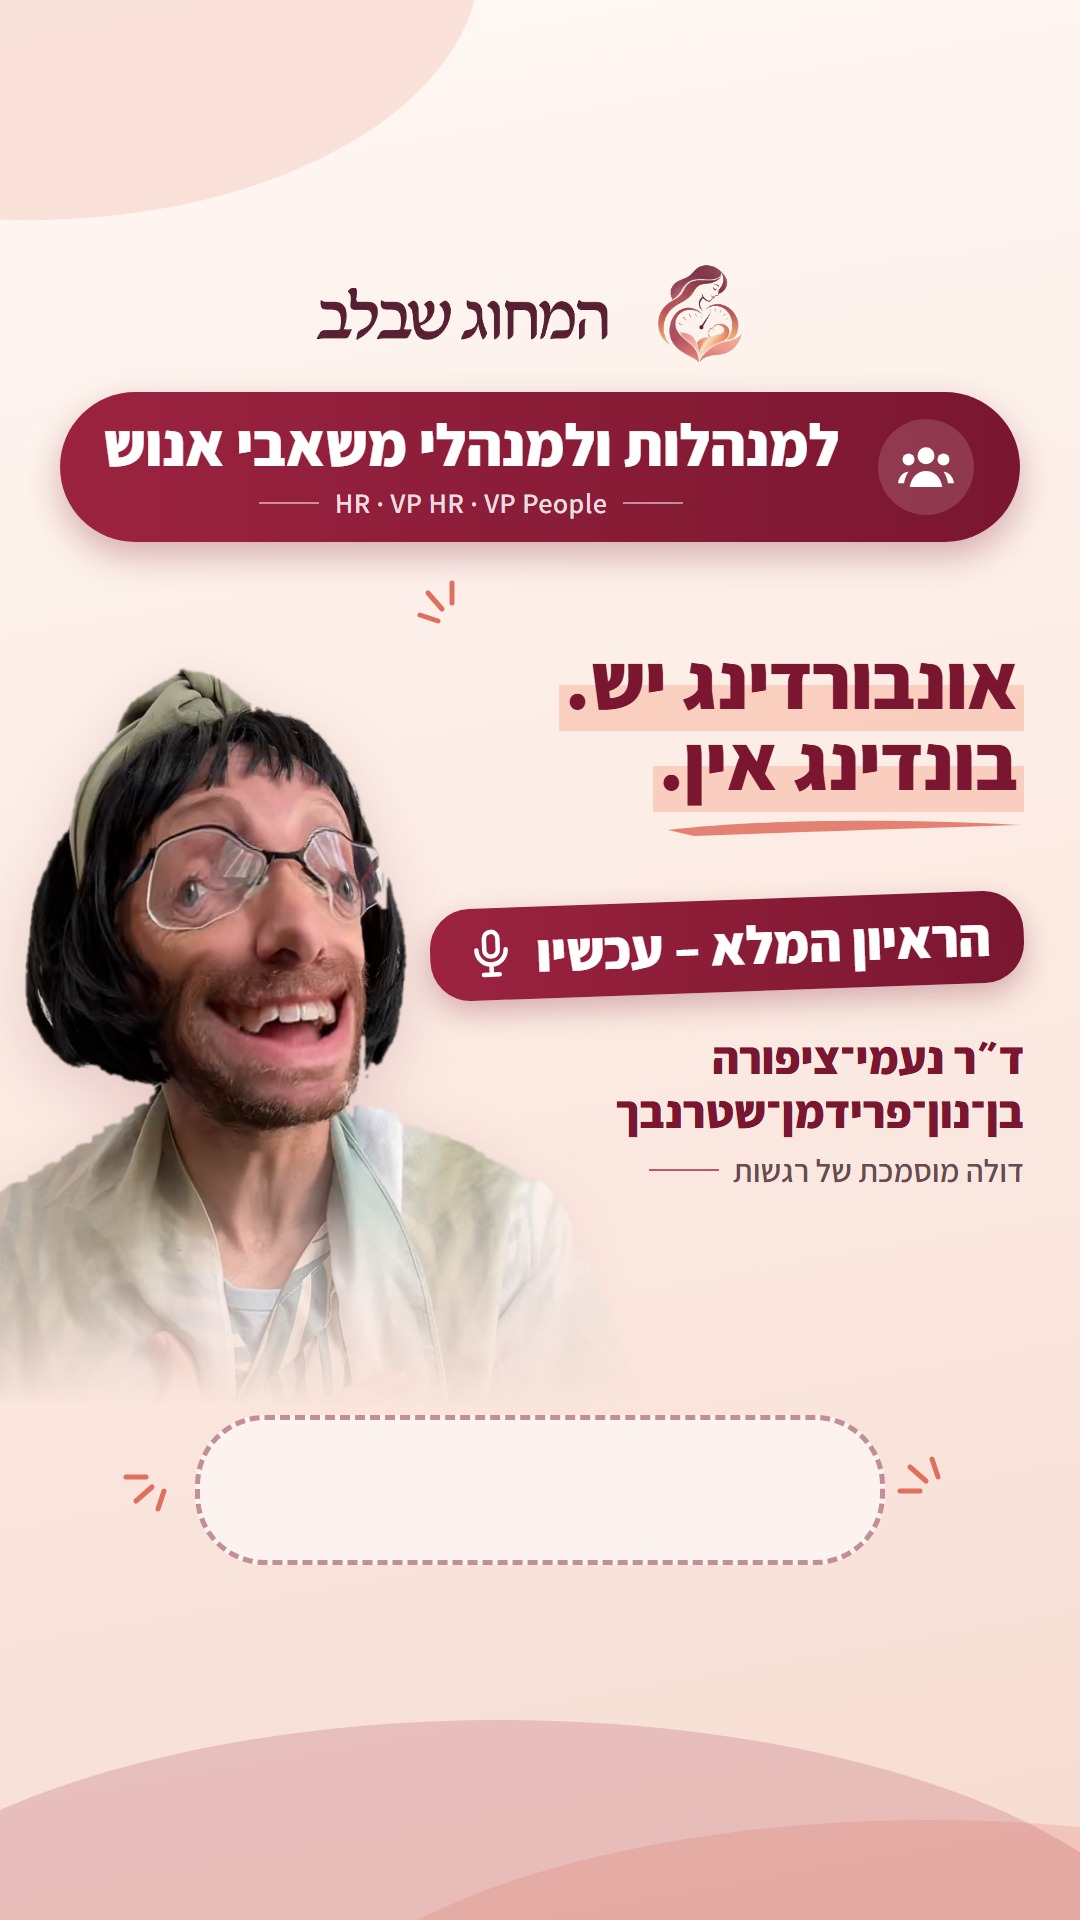 המחוג שבלב
למנהלות ולמנהלי משאבי אנוש
HR · VP HR · VP People
אונבורדינג יש.
בונדינג אין.
הראיון המלא – עכשיו
ד״ר נעמי־ציפורה
בן־נון־פרידמן־שטרנבך
דולה מוסמכת של רגשות